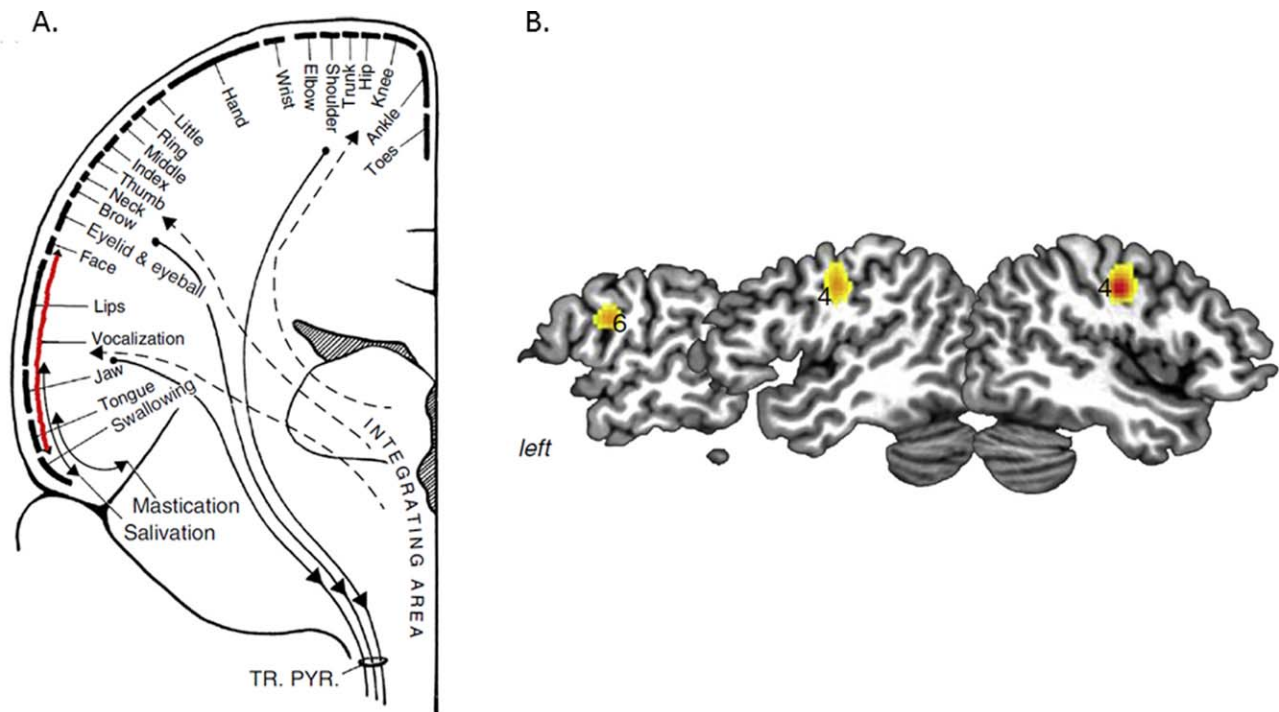 A.
B.
Toes
Ankle
Knee
Hip
Trunk
Shoulder
Elbow
Wrist
Hand
Little
Ring
Middle
Index
Thumb
Neck
Brow
Eyelid & eyeball
Face
Lips
Vocalization
Jaw
Tongue
Swallowing
Mastication
Salivation
INTEGRATING AREA
TR. PYR.
6
4
4
left